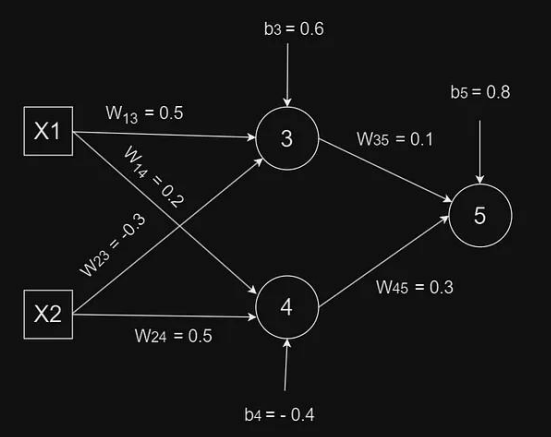 b3 = 0.6
b5 = 0.8
X1
W13 = 0.5
3
W35 = 0.1
W14 = 0.2
5
W23 = -0.3
X2
4
W45 = 0.3
W24 = 0.5
b4 = - 0.4